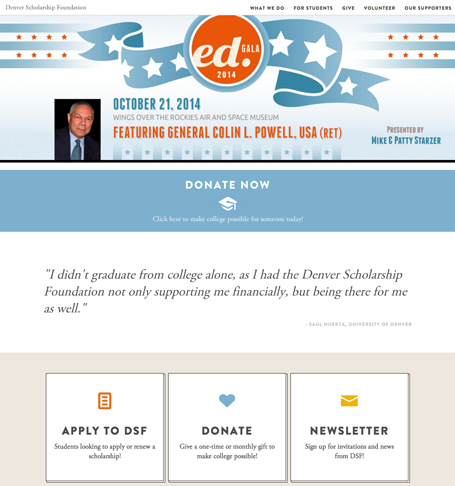 Denver Scholarship Foundation
WHAT WE DO FOR STUDENTS GIVE VOLUNTEER OUR SUPPORTERS
ed. GALA
2014
OCTOBER 21, 2014
WINGS OVER THE ROCKIES AIR AND SPACE MUSEUM
FEATURING GENERAL COLIN L. POWELL, USA (RET)
PRESENTED BY
MIKE & PATTY STARZER
DONATE NOW
Click here to make college possible for someone today!
"I didn't graduate from college alone, as I had the Denver Scholarship
Foundation not only supporting me financially, but being there for me
as well."
- SAUL HUERTA, UNIVERSITY OF DENVER
APPLY TO DSF
Students looking to apply or renew a
scholarship!
DONATE
Give a one-time or monthly gift to
make college possible!
NEWSLETTER
Sign up for invitations and news
from DSF!